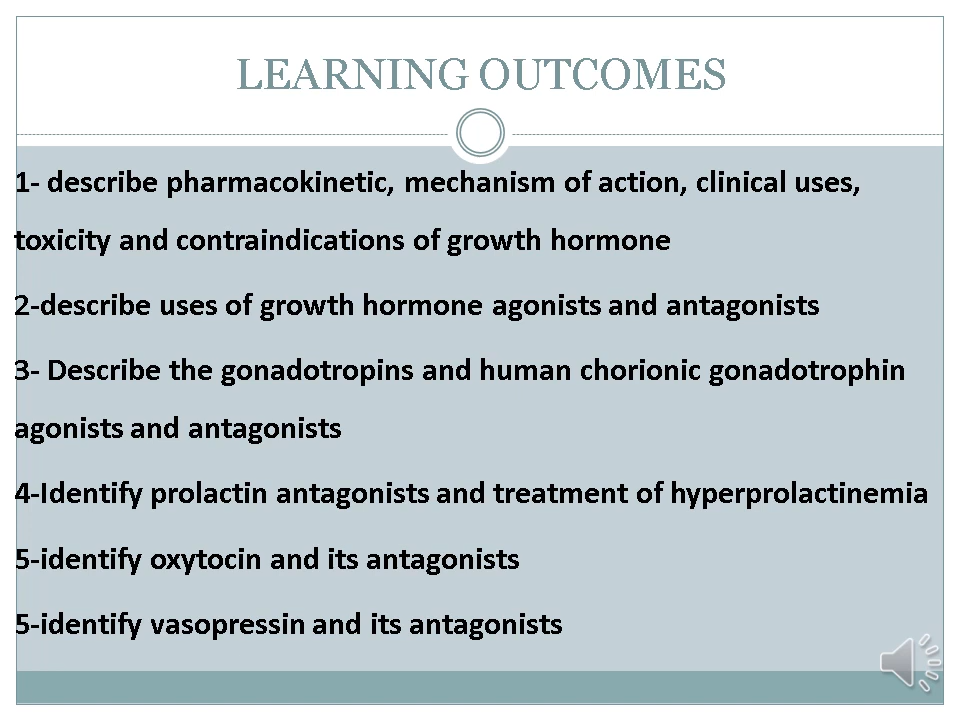 LEARNING OUTCOMES
1- describe pharmacokinetic, mechanism of action, clinical uses,
toxicity and contraindications of growth hormone
2-describe uses of growth hormone agonists and antagonists
3- Describe the gonadotropins and human chorionic gonadotrophin
agonists and antagonists
4-Identify prolactin antagonists and treatment of hyperprolactinemia
5-identify oxytocin and its antagonists
5-identify vasopressin and its antagonists